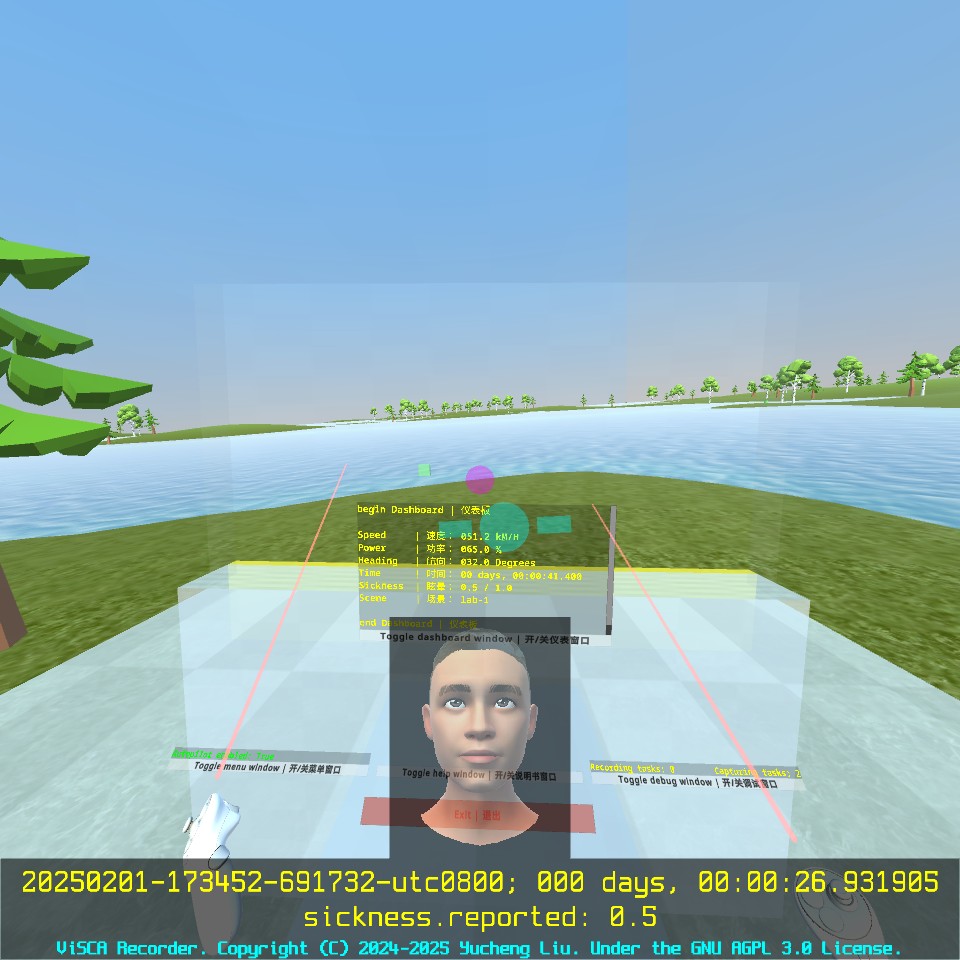 begin Dashboard | 仪表板
Speed | 速度: 051.2 kM/H
Power | 功率: 065.0 %
Heading | 航向: 032.0 Degrees
Time | 时间: 00 days, 00:00:41.400
Sickness | 眩晕: 0.5 / 1.0
Scene | 场景: lab-1
end Dashboard | 仪表板
Toggle dashboard window | 开/关仪表窗口
Toggle menu window | 开/关菜单窗口
Toggle help window | 开/关说明书窗口
Recording tasks: 0 Capturing tasks: 2
Toggle debug window | 开/关调试窗口
Exit | 退出
20250201-173452-691732-utc0800; 000 days, 00:00:26.931905
sickness.reported: 0.5
ViSCA Recorder. Copyright (C) 2024-2025 Yucheng Liu. Under the GNU AGPL 3.0 License.